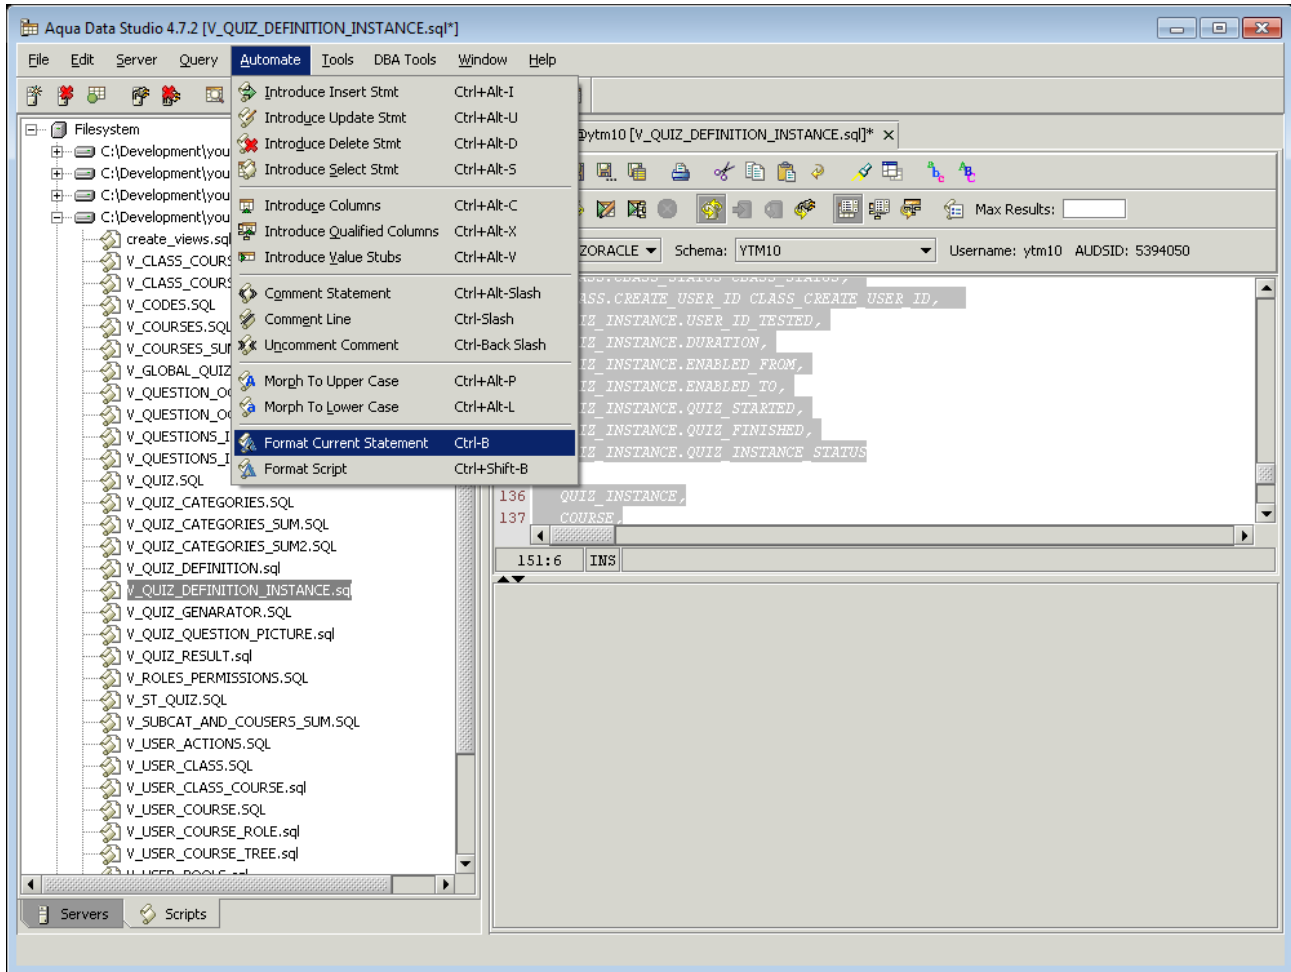 Aqua Data Studio 4.7.2 [V_QUIZ_DEFINITION_INSTANCE.sql*]
File Edit Server Query Automate Tools DBA Tools Window Help
Introduce Insert Stmt Ctrl+Alt-I
Introduce Update Stmt Ctrl+Alt-U
Introduce Delete Stmt Ctrl+Alt-D
Introduce Select Stmt Ctrl+Alt-S
Introduce Columns Ctrl+Alt-C
Introduce Qualified Columns Ctrl+Alt-X
Introduce Value Stubs Ctrl+Alt-V
Comment Statement Ctrl+Alt-Slash
Comment Line Ctrl-Slash
Uncomment Comment Ctrl-Back Slash
Morph To Upper Case Ctrl+Alt-P
Morph To Lower Case Ctrl+Alt-L
Format Current Statement Ctrl-B
Format Script Ctrl+Shift-B
Filesystem
C:\Development\you
C:\Development\you
C:\Development\you
C:\Development\you
create_views.sql
V_CLASS_COURS
V_CLASS_COURS
V_CODES.SQL
V_COURSES.SQL
V_COURSES_SUM
V_GLOBAL_QUIZ
V_QUESTION_OC
V_QUESTION_OC
V_QUESTIONS_I
V_QUESTIONS_I
V_QUIZ.SQL
V_QUIZ_CATEGORIES.SQL
V_QUIZ_CATEGORIES_SUM.SQL
V_QUIZ_CATEGORIES_SUM2.SQL
V_QUIZ_DEFINITION.sql
V_QUIZ_DEFINITION_INSTANCE.sql
V_QUIZ_GENARATOR.SQL
V_QUIZ_QUESTION_PICTURE.sql
V_QUIZ_RESULT.sql
V_ROLES_PERMISSIONS.SQL
V_ST_QUIZ.SQL
V_SUBCAT_AND_COUSERS_SUM.SQL
V_USER_ACTIONS.SQL
V_USER_CLASS.SQL
V_USER_CLASS_COURSE.sql
V_USER_COURSE.SQL
V_USER_COURSE_ROLE.sql
V_USER_COURSE_TREE.sql
Servers Scripts
@ytm10 [V_QUIZ_DEFINITION_INSTANCE.sql]*
Max Results:
ZORACLE Schema: YTM10 Username: ytm10 AUDSID: 5394050
ASS.CLASS_STATUS CLASS_STATUS,
ASS.CREATE_USER_ID CLASS_CREATE_USER_ID,
IZ_INSTANCE.USER_ID_TESTED,
IZ_INSTANCE.DURATION,
IZ_INSTANCE.ENABLED_FROM,
IZ_INSTANCE.ENABLED_TO,
IZ_INSTANCE.QUIZ_STARTED,
IZ_INSTANCE.QUIZ_FINISHED,
IZ_INSTANCE.QUIZ_INSTANCE_STATUS
136 QUIZ_INSTANCE,
137 COURSE,
151:6 INS